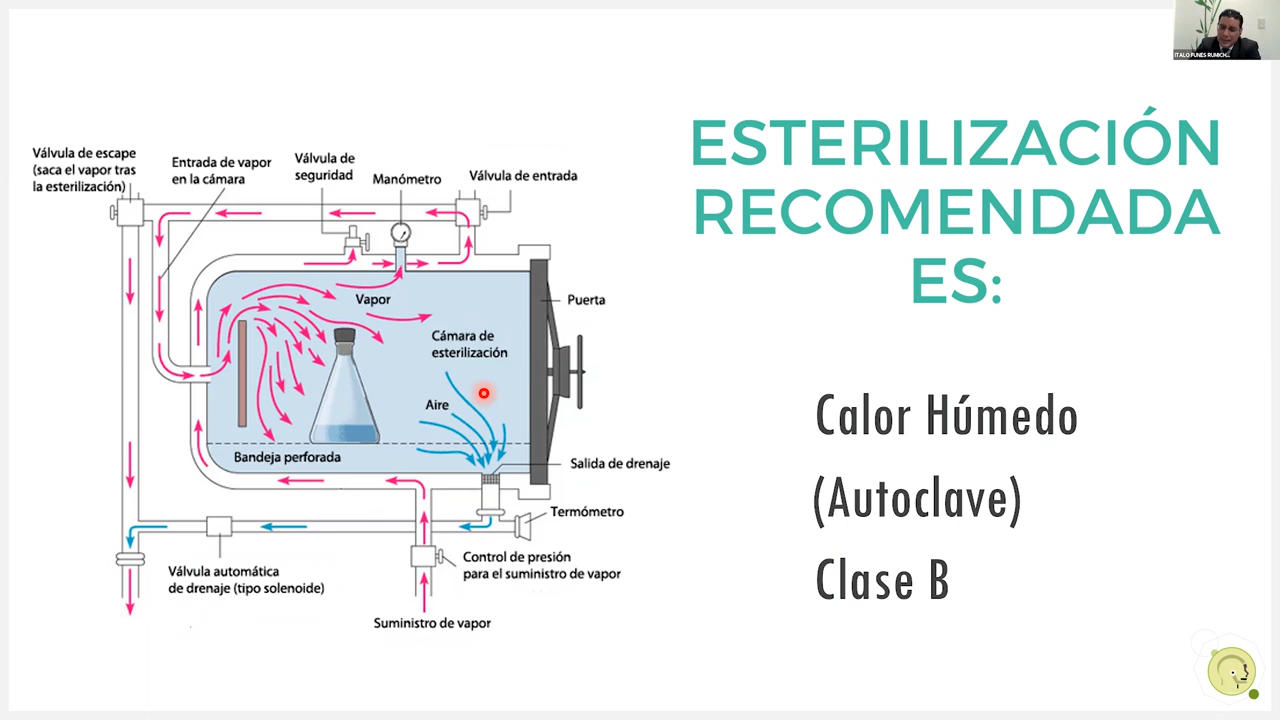 ITALO FUNES RUMICH...
ESTERILIZACIÓN
RECOMENDADA
ES:
Calor Húmedo
(Autoclave)
Clase B
Válvula de escape
(saca el vapor tras
la esterilización)
Entrada de vapor
en la cámara
Válvula de
seguridad
Manómetro
Válvula de entrada
Vapor
Puerta
Cámara de
esterilización
Aire
Bandeja perforada
Salida de drenaje
Termómetro
Válvula automática
de drenaje (tipo solenoide)
Control de presión
para el suministro de vapor
Suministro de vapor